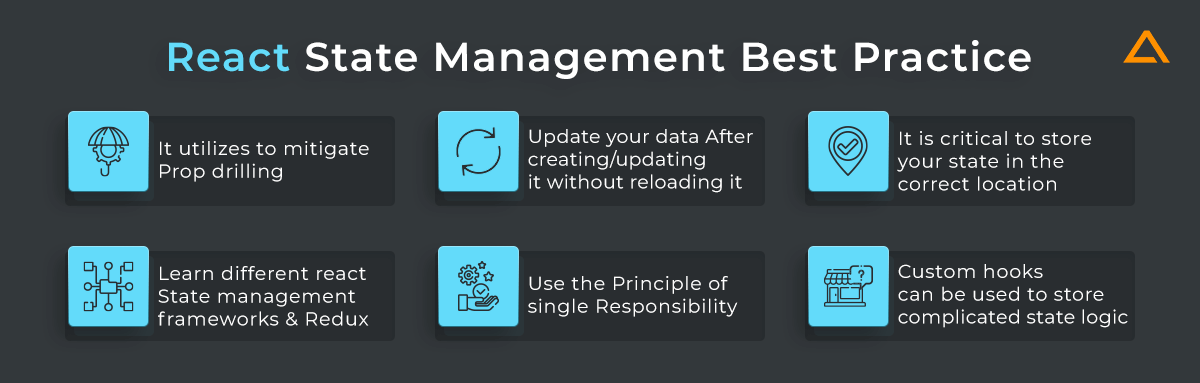 React State Management Best Practice
It utilizes to mitigate
Prop drilling
Update your data After
creating/updating
it without reloading it
It is critical to store
your state in the
correct location
Learn different react
State management
frameworks & Redux
Use the Principle of
single Responsibility
?
Custom hooks
can be used to store
complicated state logic